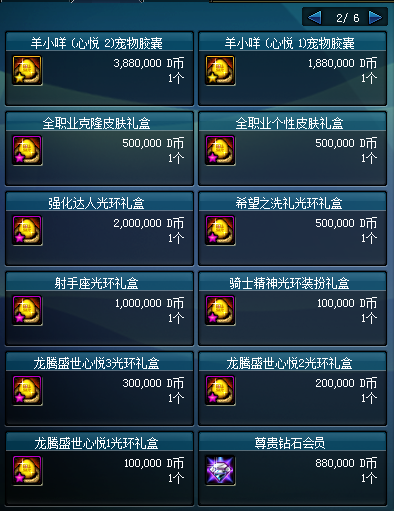 2/ 6
羊小咩 (心悦 2)宠物胶囊
3,880,000 D币
1个
羊小咩 (心悦 1)宠物胶囊
1,880,000 D币
1个
全职业克隆皮肤礼盒
500,000 D币
1个
全职业个性皮肤礼盒
500,000 D币
1个
强化达人光环礼盒
2,000,000 D币
1个
希望之洗礼光环礼盒
500,000 D币
1个
射手座光环礼盒
1,000,000 D币
1个
骑士精神光环装扮礼盒
100,000 D币
1个
龙腾盛世心悦3光环礼盒
300,000 D币
1个
龙腾盛世心悦2光环礼盒
200,000 D币
1个
龙腾盛世心悦1光环礼盒
100,000 D币
1个
尊贵钻石会员
880,000 D币
1个